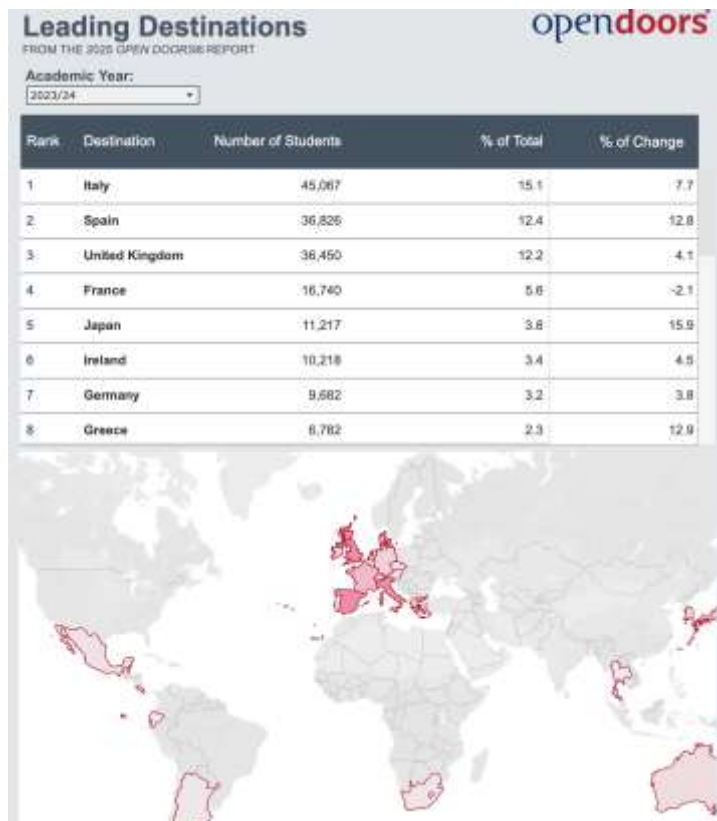 Leading Destinations
opendoors®
FROM THE 2025 OPEN DOORS® REPORT
Academic Year:
2023/24
Rank Destination Number of Students % of Total % of Change
1 Italy 45,067 15.1 7.7
2 Spain 36,826 12.4 12.8
3 United Kingdom 36,450 12.2 4.1
4 France 16,740 5.6 -2.1
5 Japan 11,217 3.8 15.9
6 Ireland 10,218 3.4 4.5
7 Germany 9,682 3.2 3.8
8 Greece 6,782 2.3 12.9